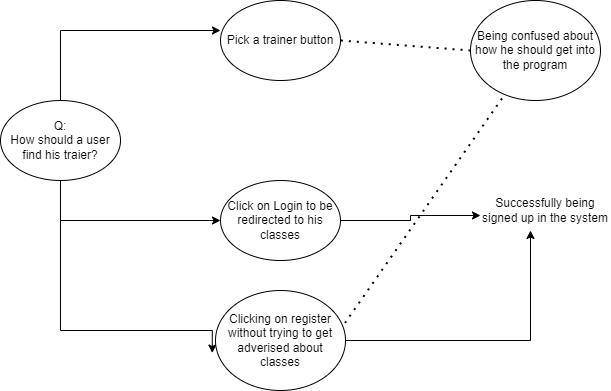 Pick a trainer button
Being confused about
how he should get into
the program
Q:
How should a user
find his traier?
Click on Login to be
redirected to his
classes
Successfully being
signed up in the system
Clicking on register
without trying to get
adverised about
classes